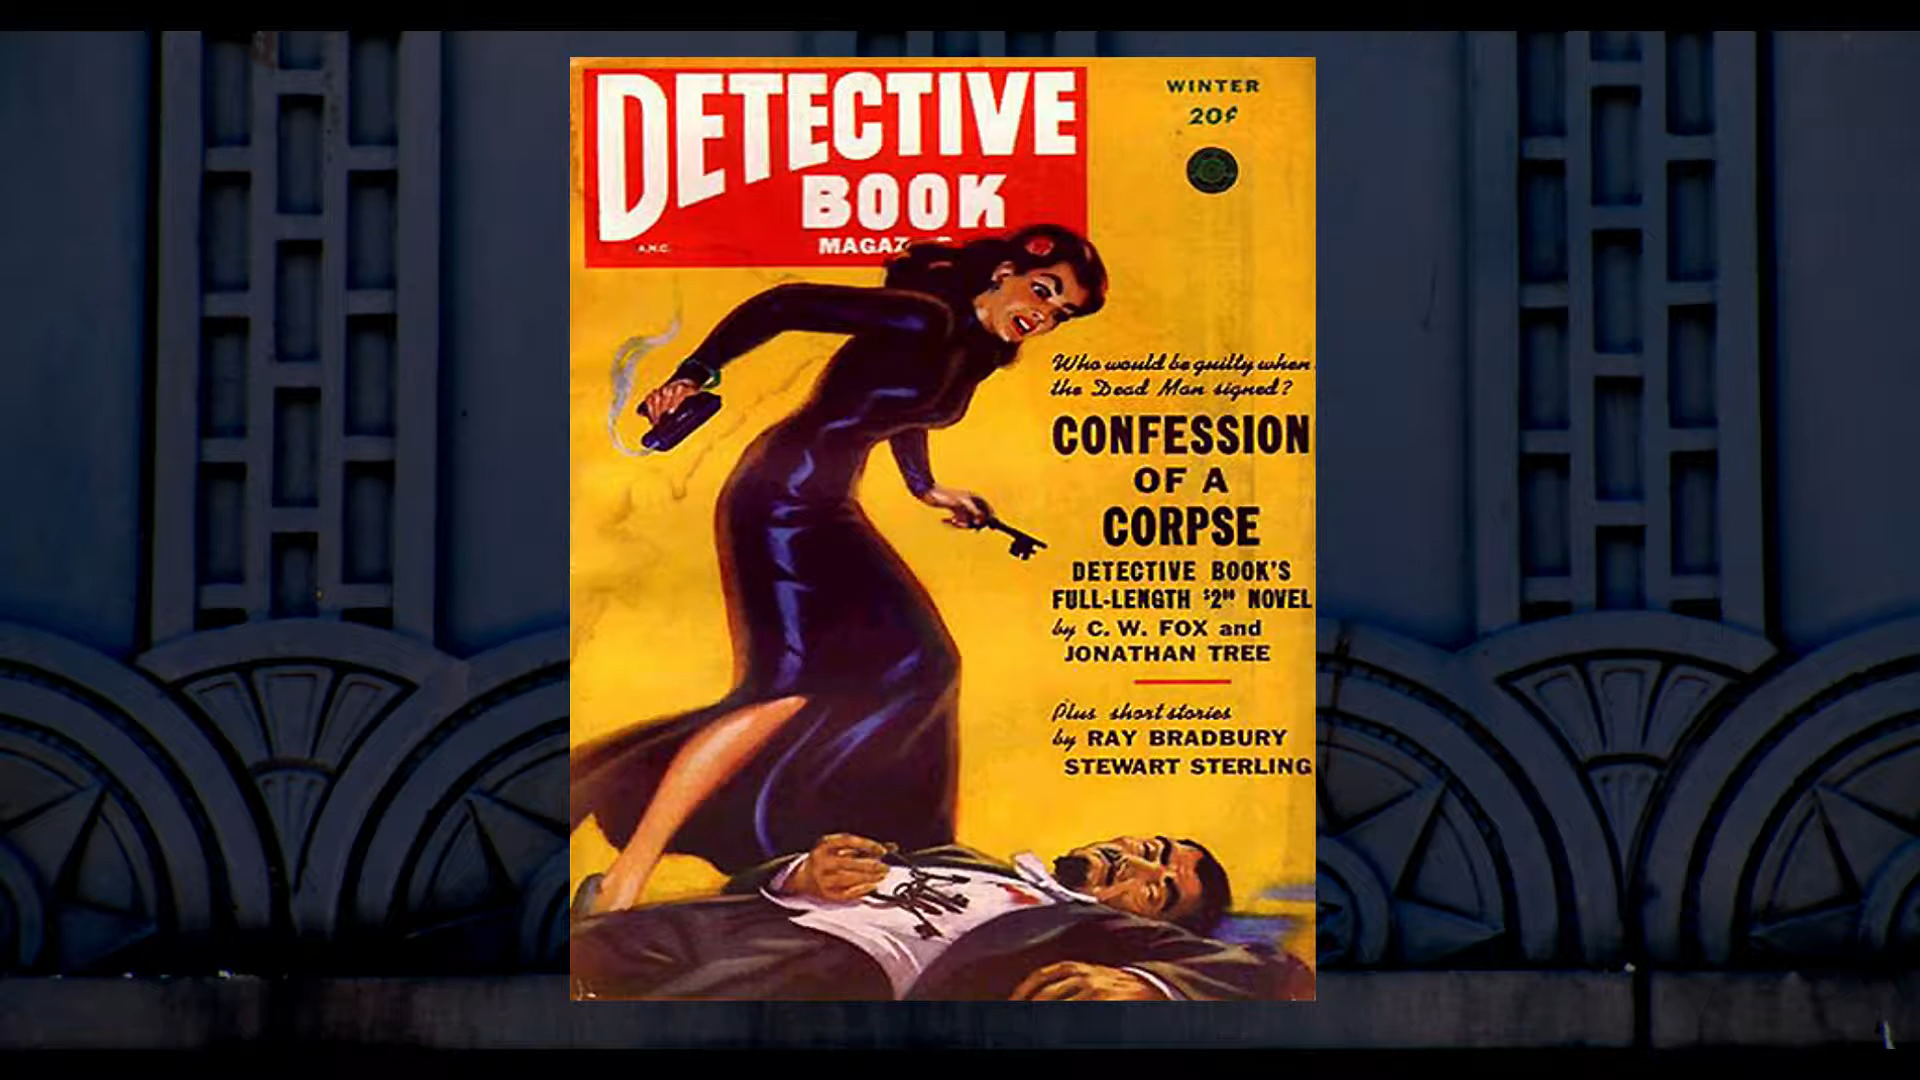 DETECTIVE
BOOK
A.N.C.
WINTER
20¢
Who would be guilty when
the Dead Man signed?
CONFESSION
OF A
CORPSE
DETECTIVE BOOK'S
FULL-LENGTH $2.00 NOVEL
by C. W. FOX and
JONATHAN TREE
Plus short stories
by RAY BRADBURY
STEWART STERLING